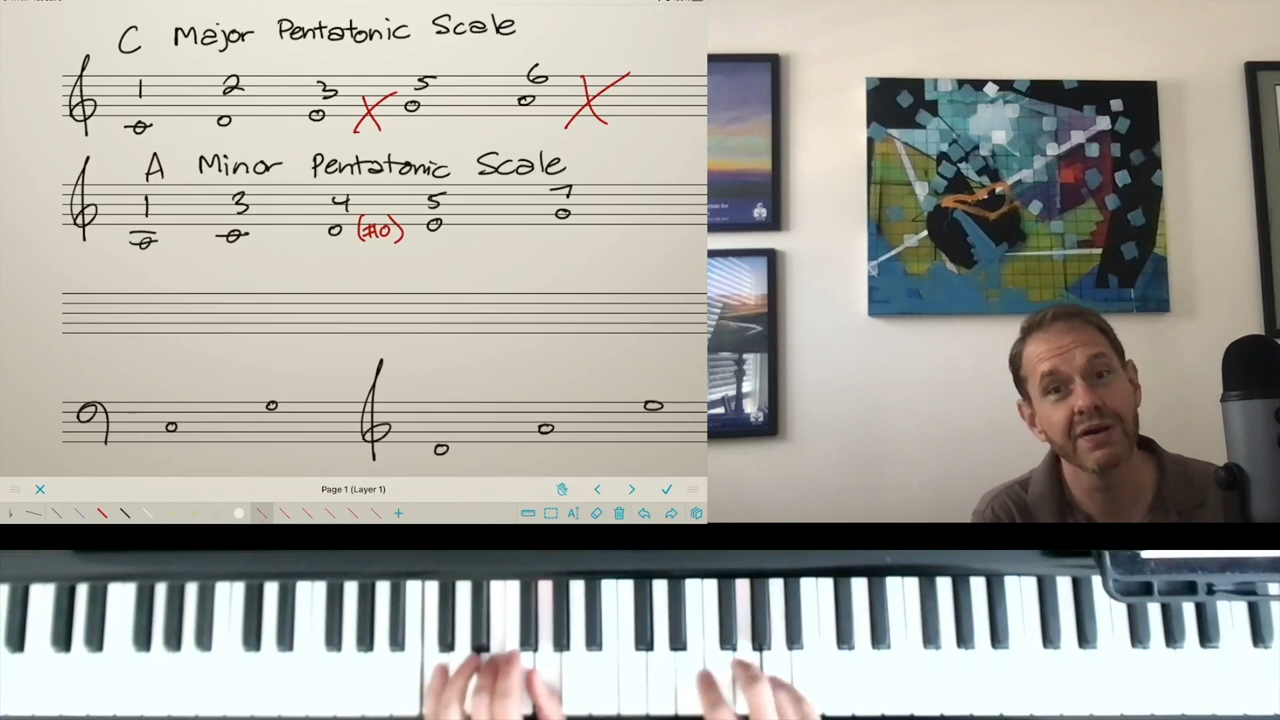 C Major Pentatonic Scale
1 2 3 X 5 6 X
A Minor Pentatonic Scale
1 3 4 (#o) 5 7
Page 1 (Layer 1)
A